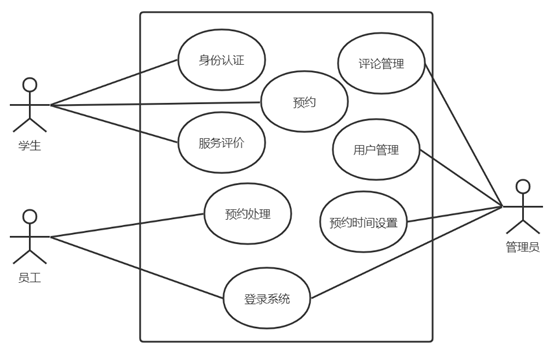 身份认证
评论管理
预约
学生
服务评价
用户管理
预约处理
预约时间设置
管理员
员工
登录系统